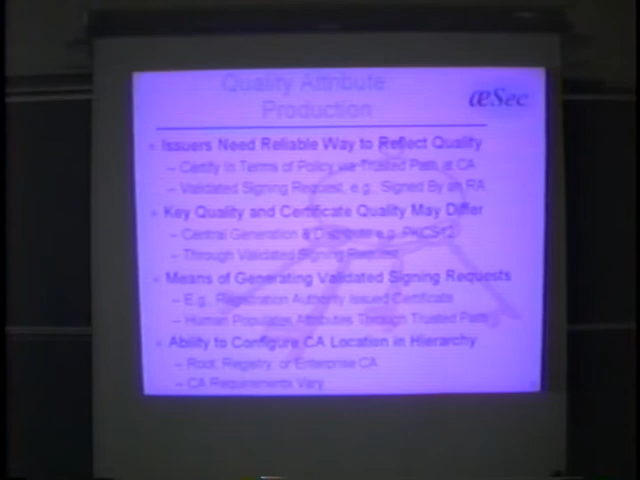 Quality Attribute
Production
æSec
Issuers Need Reliable Way to Reflect Quality
– Certify In Terms of Policy via Trusted Path at CA
– Validated Signing Request, e.g. Signed By an RA
Key Quality and Certificate Quality May Differ
– Central Generation & Distribute e.g. PKCS12
– Through Validated Signing Request
Means of Generating Validated Signing Requests
– E.g. Registration Authority Issued Certificate
– Human Populates Attributes Through Trusted Path
Ability to Configure CA Location in Hierarchy
– Root, Registry, or Enterprise CA
– CA Requirements Vary